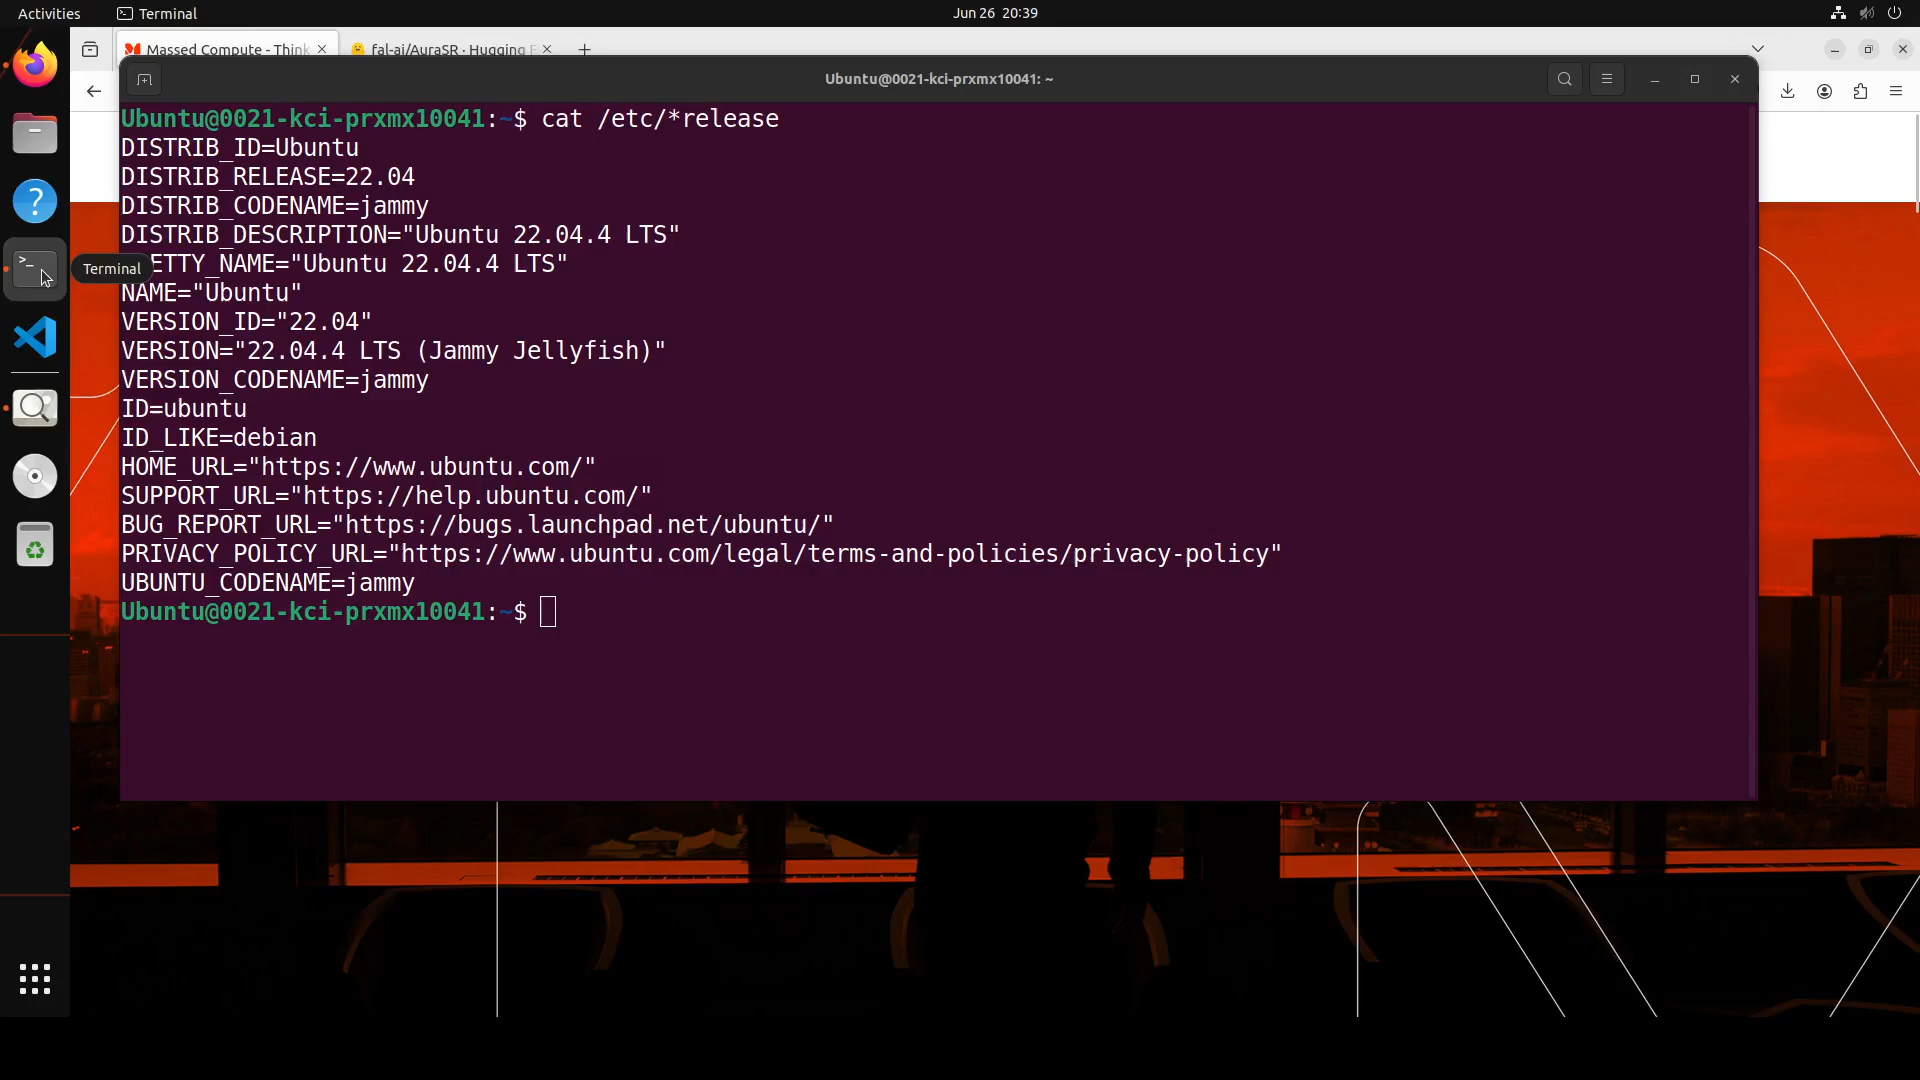 Activities Terminal Jun 26 20:39
Massed Compute - Think fal-ai/AuraSR · Hugging
Ubuntu@0021-kci-prxmx10041: ~
Ubuntu@0021-kci-prxmx10041:~$ cat /etc/*release
DISTRIB_ID=Ubuntu
DISTRIB_RELEASE=22.04
DISTRIB_CODENAME=jammy
DISTRIB_DESCRIPTION="Ubuntu 22.04.4 LTS"
Terminal ETTY_NAME="Ubuntu 22.04.4 LTS"
NAME="Ubuntu"
VERSION_ID="22.04"
VERSION="22.04.4 LTS (Jammy Jellyfish)"
VERSION_CODENAME=jammy
ID=ubuntu
ID_LIKE=debian
HOME_URL="https://www.ubuntu.com/"
SUPPORT_URL="https://help.ubuntu.com/"
BUG_REPORT_URL="https://bugs.launchpad.net/ubuntu/"
PRIVACY_POLICY_URL="https://www.ubuntu.com/legal/terms-and-policies/privacy-policy"
UBUNTU_CODENAME=jammy
Ubuntu@0021-kci-prxmx10041:~$